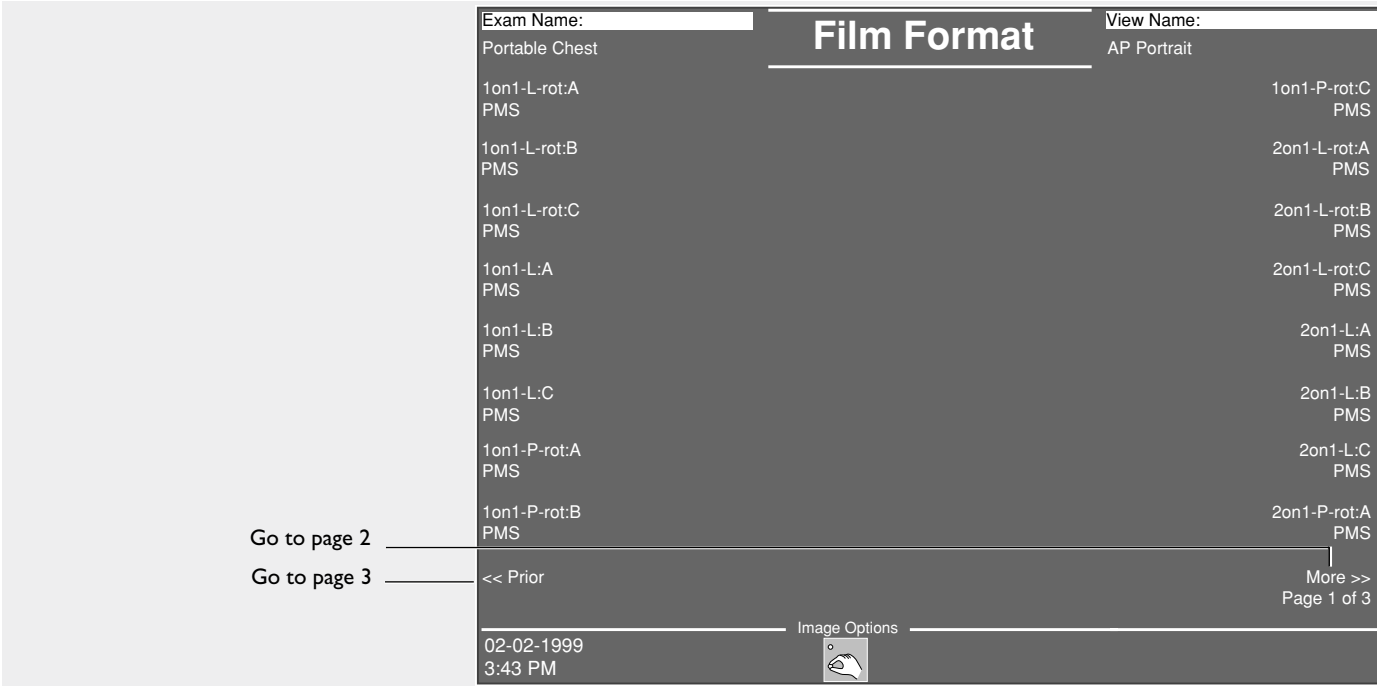 Exam Name:
Film Format
View Name:
Portable Chest
AP Portrait
1on1-L-rot:A
PMS
1on1-P-rot:C
PMS
1on1-L-rot:B
PMS
2on1-L-rot:A
PMS
1on1-L-rot:C
PMS
2on1-L-rot:B
PMS
1on1-L:A
PMS
2on1-L-rot:C
PMS
1on1-L:B
PMS
2on1-L:A
PMS
1on1-L:C
PMS
2on1-L:B
PMS
1on1-P-rot:A
PMS
2on1-L:C
PMS
1on1-P-rot:B
PMS
2on1-P-rot:A
PMS
Go to page 2
Go to page 3
<< Prior
More >>
Page 1 of 3
Image Options
02-02-1999
3:43 PM